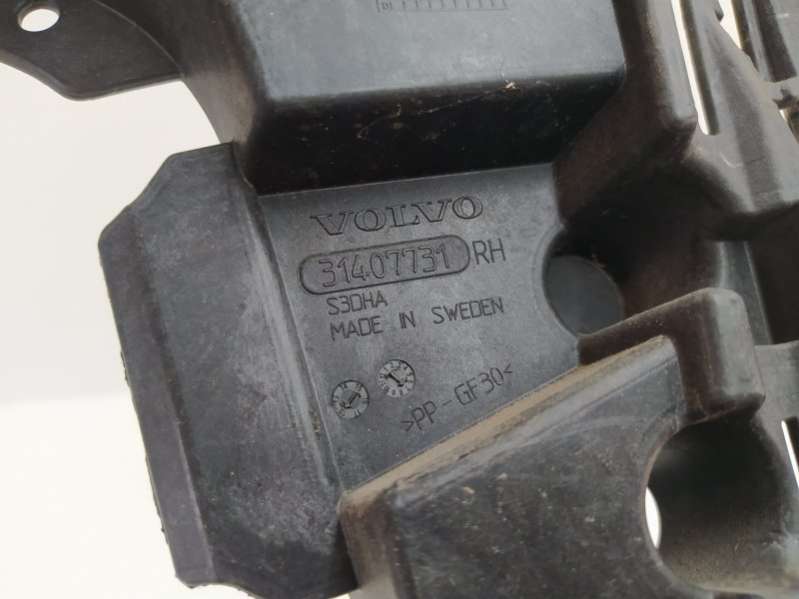 VOLVO
31407731 RH
S3DHA
MADE IN SWEDEN
>PP-GF30<